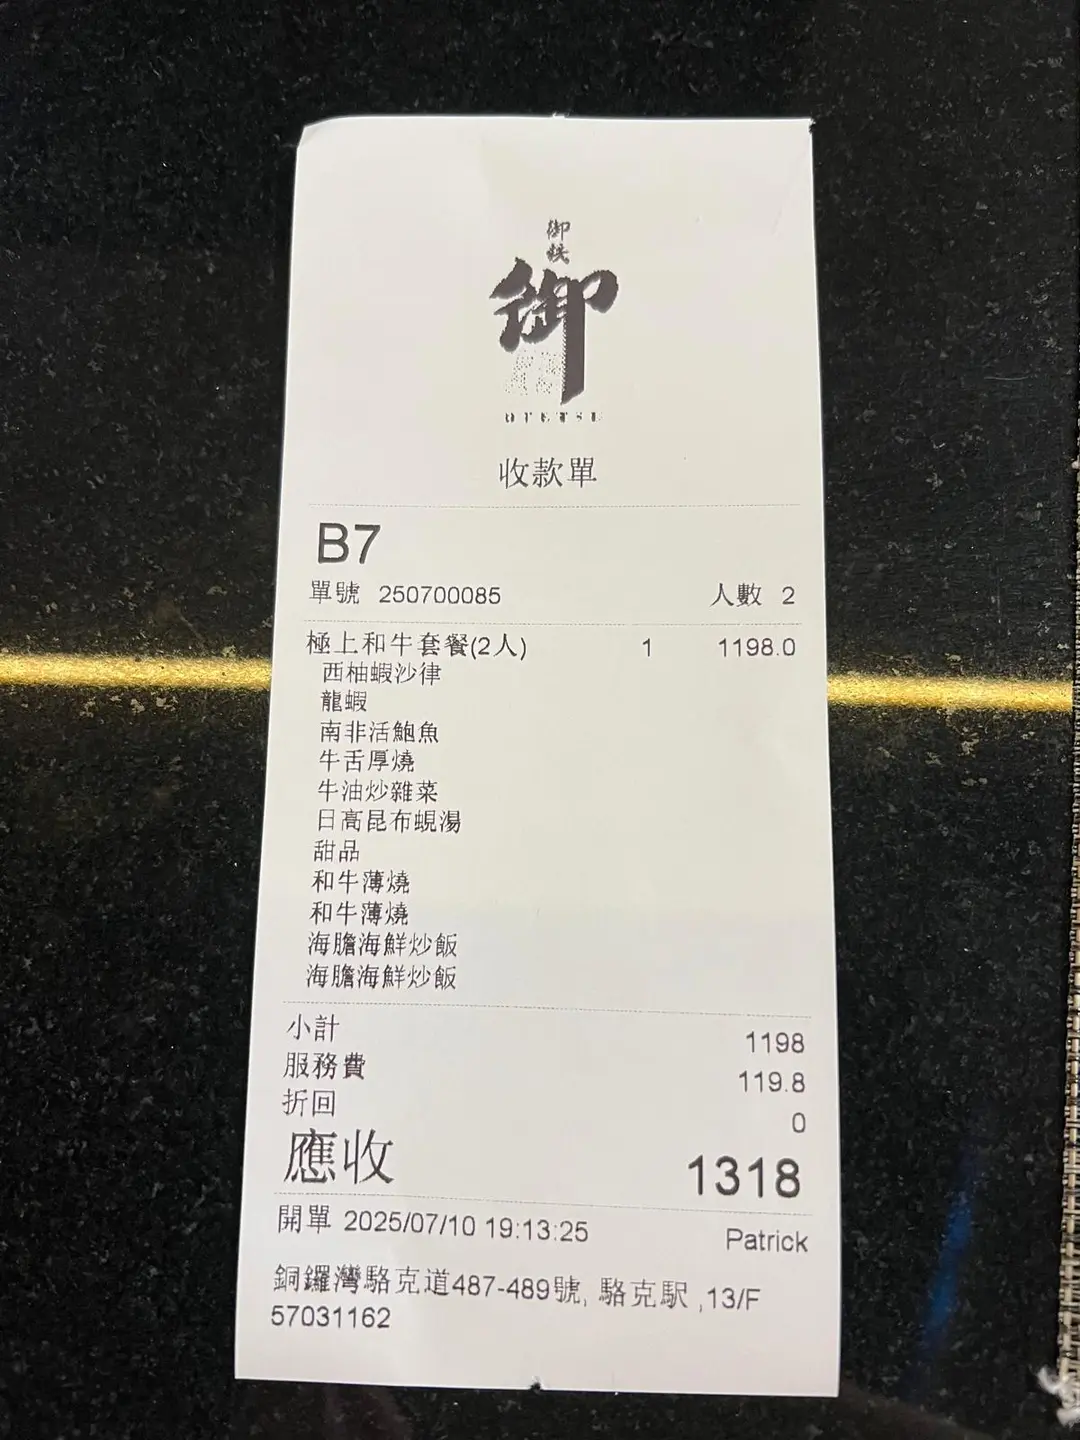 御鉄
御
収款單
B7
單號 250700085 人數 2
極上和牛套餐(2人) 1 1198.0
西柚蝦沙律
龍蝦
南非活鮑魚
牛舌厚燒
牛油炒雜菜
日高昆布蜆湯
甜品
和牛薄燒
和牛薄燒
海膽海鮮炒飯
海膽海鮮炒飯
小計 1198
服務費 119.8
折回 0
應收 1318
開單 2025/07/10 19:13:25 Patrick
銅鑼灣駱克道487-489號, 駱克駅 ,13/F
57031162